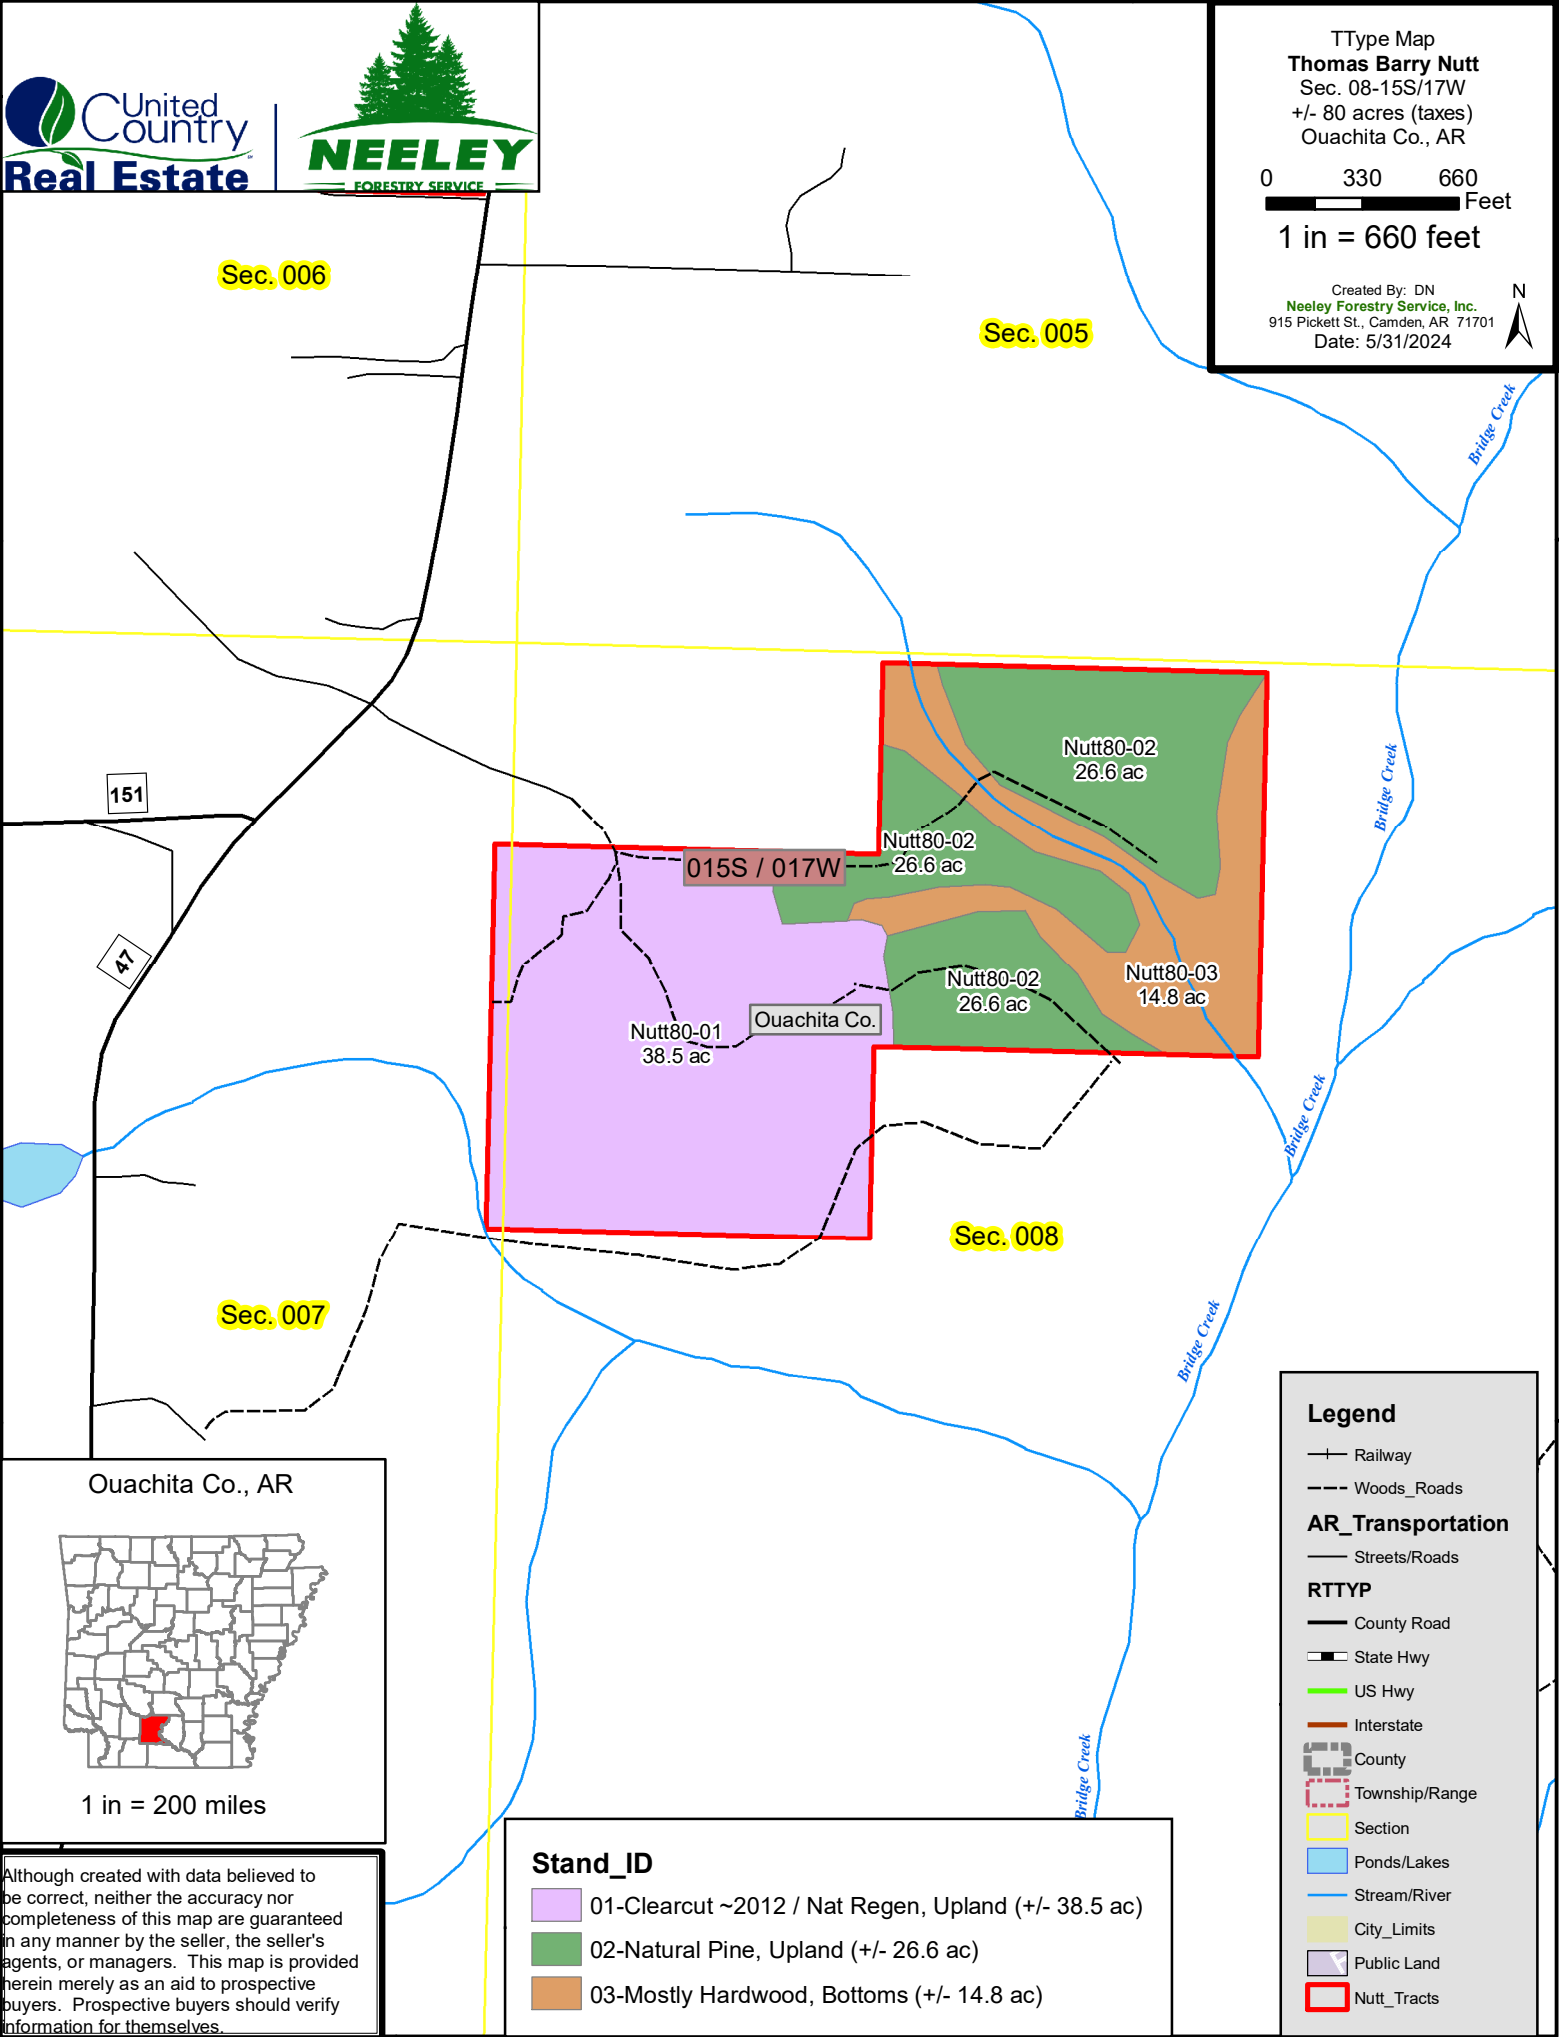 United
Country
Real Estate
NEELEY
FORESTRY SERVICE
TType Map
Thomas Barry Nutt
Sec. 08-15S/17W
+/- 80 acres (taxes)
Ouachita Co., AR
0 330 660
Feet
1 in = 660 feet
Created By: DN
Neeley Forestry Service, Inc.
915 Pickett St., Camden, AR 71701
Date: 5/31/2024
N
Sec. 006
Sec. 005
Bridge Creek
Nutt80-02
26.6 ac
Bridge Creek
151
Nutt80-02
26.6 ac
015S / 017W
47
Nutt80-02
26.6 ac
Nutt80-03
14.8 ac
Ouachita Co.
Nutt80-01
38.5 ac
Bridge Creek
Sec. 008
Sec. 007
Bridge Creek
Bridge Creek
Ouachita Co., AR
1 in = 200 miles
Although created with data believed to
be correct, neither the accuracy nor
completeness of this map are guaranteed
in any manner by the seller, the seller's
agents, or managers. This map is provided
herein merely as an aid to prospective
buyers. Prospective buyers should verify
information for themselves.
Stand_ID
01-Clearcut ~2012 / Nat Regen, Upland (+/- 38.5 ac)
02-Natural Pine, Upland (+/- 26.6 ac)
03-Mostly Hardwood, Bottoms (+/- 14.8 ac)
Legend
Railway
Woods_Roads
AR_Transportation
Streets/Roads
RTTYP
County Road
State Hwy
US Hwy
Interstate
County
Township/Range
Section
Ponds/Lakes
Stream/River
City_Limits
Public Land
Nutt_Tracts